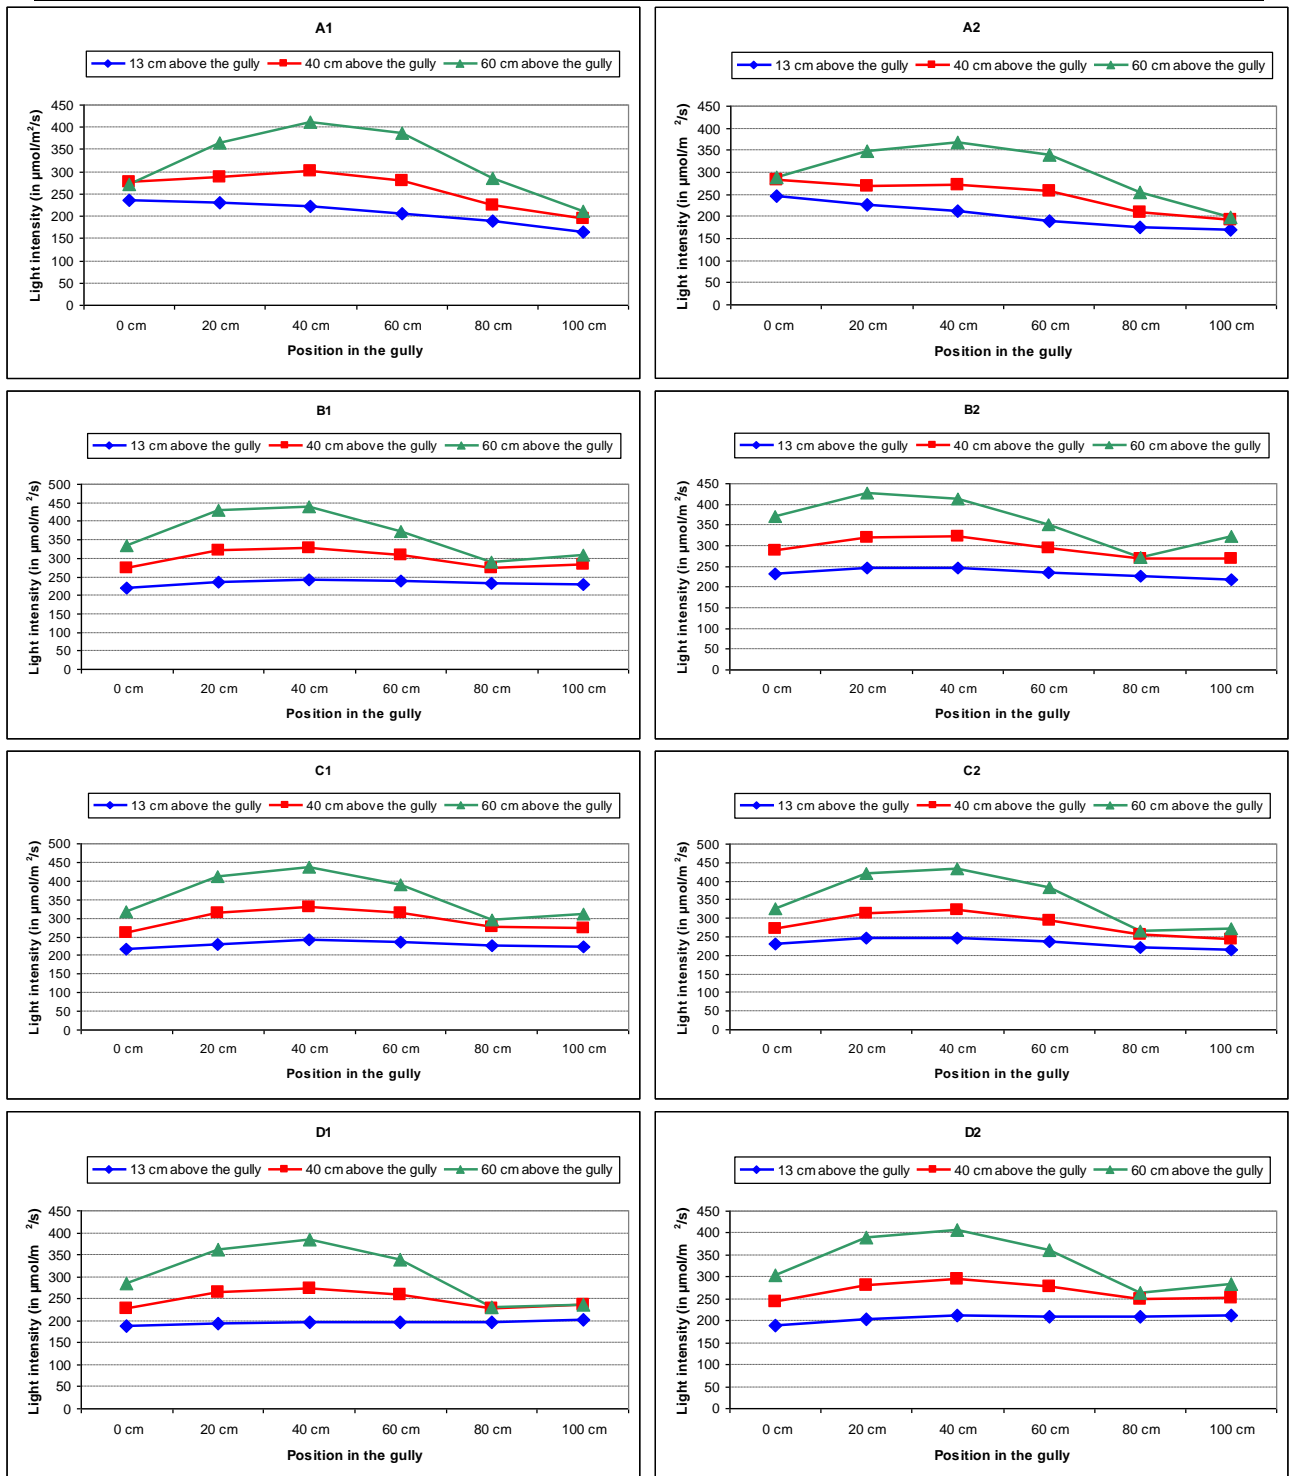 A1
13 cm above the gully 40 cm above the gully 60 cm above the gully
Light intensity (in µmol/m²/s)
450
400
350
300
250
200
150
100
50
0
0 cm 20 cm 40 cm 60 cm 80 cm 100 cm
Position in the gully
A2
13 cm above the gully 40 cm above the gully 60 cm above the gully
Light intensity (in µmol/m ²/s)
450
400
350
300
250
200
150
100
50
0
0 cm 20 cm 40 cm 60 cm 80 cm 100 cm
Position in the gully
B1
13 cm above the gully 40 cm above the gully 60 cm above the gully
Light intensity (in µmol/m ²/s)
500
450
400
350
300
250
200
150
100
50
0
0 cm 20 cm 40 cm 60 cm 80 cm 100 cm
Position in the gully
B2
13 cm above the gully 40 cm above the gully 60 cm above the gully
Light intensity (in µmol/m ²/s)
450
400
350
300
250
200
150
100
50
0
0 cm 20 cm 40 cm 60 cm 80 cm 100 cm
Position in the gully
C1
13 cm above the gully 40 cm above the gully 60 cm above the gully
Light intensity (in µmol/m ²/s)
500
450
400
350
300
250
200
150
100
50
0
0 cm 20 cm 40 cm 60 cm 80 cm 100 cm
Position in the gully
C2
13 cm above the gully 40 cm above the gully 60 cm above the gully
Light intensity (in µmol/m ²/s)
500
450
400
350
300
250
200
150
100
50
0
0 cm 20 cm 40 cm 60 cm 80 cm 100 cm
Position in the gully
D1
13 cm above the gully 40 cm above the gully 60 cm above the gully
Light intensity (in µmol/m ²/s)
450
400
350
300
250
200
150
100
50
0
0 cm 20 cm 40 cm 60 cm 80 cm 100 cm
Position in the gully
D2
13 cm above the gully 40 cm above the gully 60 cm above the gully
Light intensity (in µmol/m ²/s)
450
400
350
300
250
200
150
100
50
0
0 cm 20 cm 40 cm 60 cm 80 cm 100 cm
Position in the gully